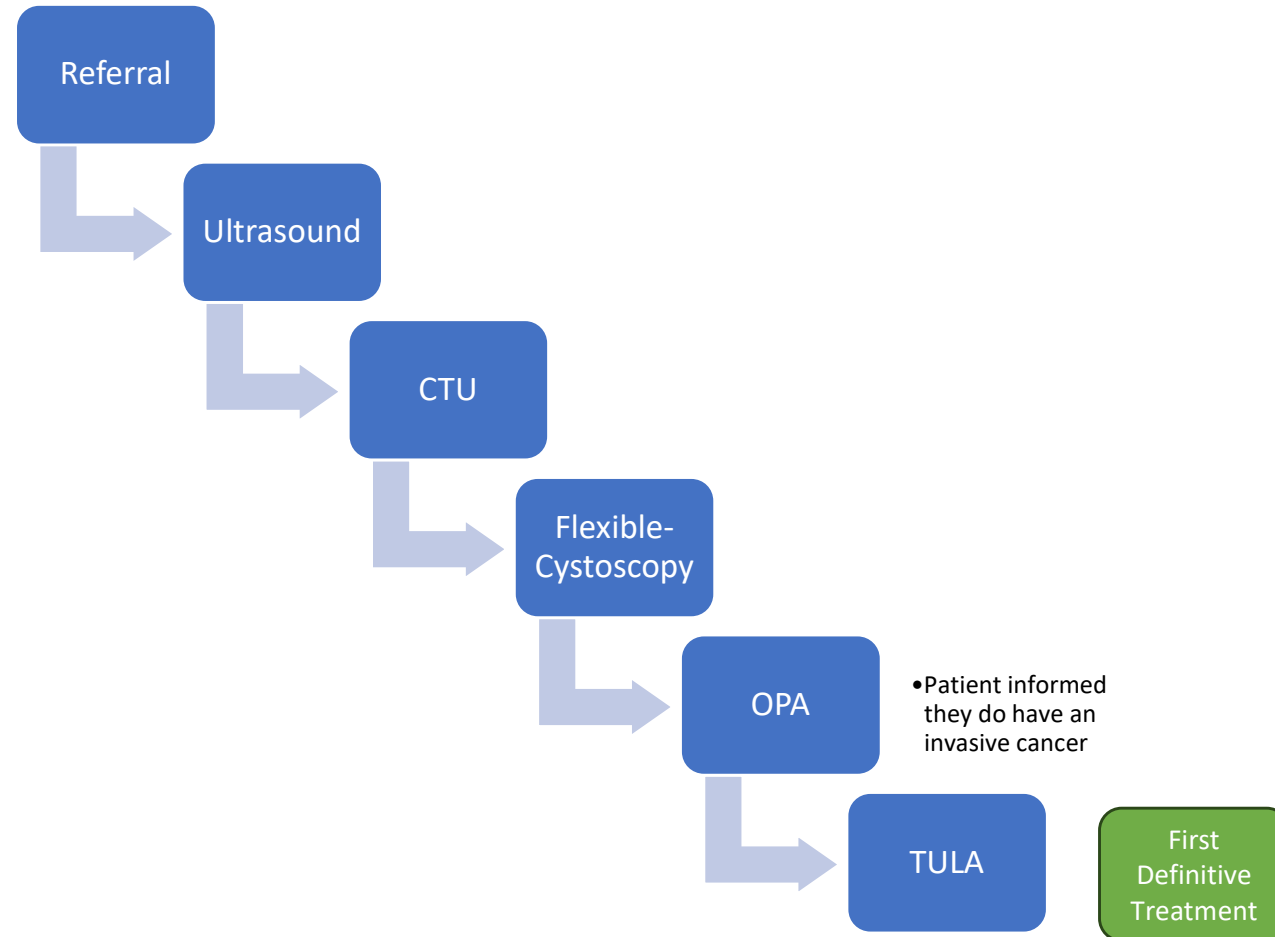 Referral
Ultrasound
CTU
Flexible-
Cystoscopy
OPA
•Patient informed
they do have an
invasive cancer
TULA
First
Definitive
Treatment